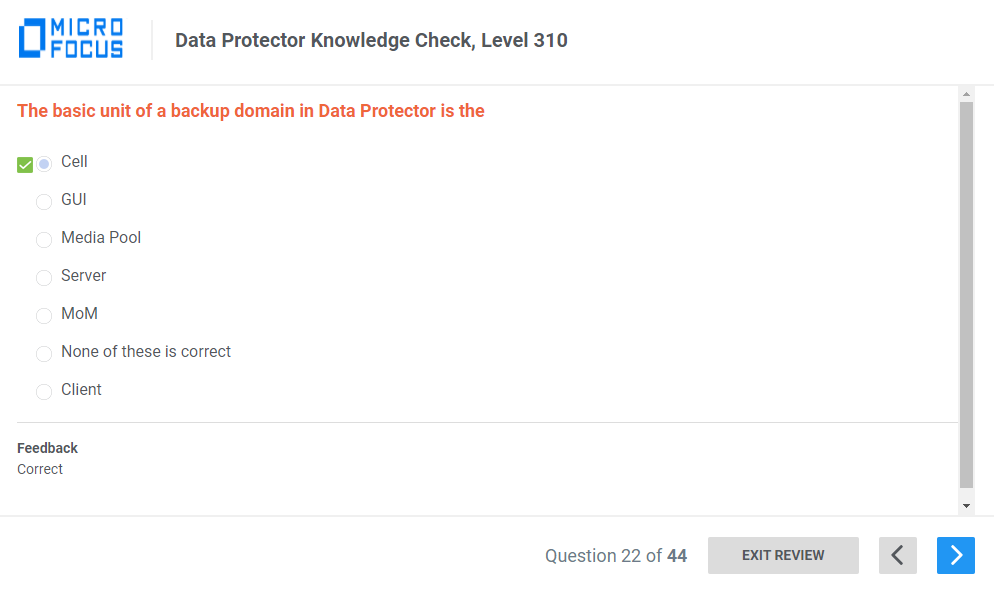 MICRO
FOCUS
Data Protector Knowledge Check, Level 310
The basic unit of a backup domain in Data Protector is the
Cell
GUI
Media Pool
Server
MoM
None of these is correct
Client
Feedback
Correct
Question 22 of 44
EXIT REVIEW